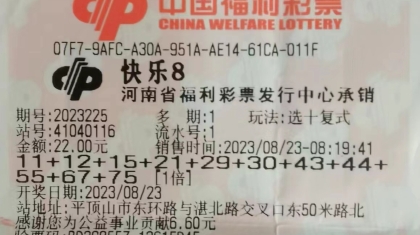 中国福利彩票
CHINA WELFARE LOTTERY
07F7-9AFC-A30A-951A-AE14-61CA-011F
快乐8
河南省福利彩票发行中心承销
期号:2023225 多期:1 玩法:选十复式
站号:41040116 流水号:1
金额:22.00元 销售时间:2023/08/23-08:19:41
11+12+15+21+29+30+43+44+
55+67+75 [1倍]
开奖日期:2023/08/23
站地址:平顶山市东环路与湛北路交叉口东50米路北
感谢您为公益事业贡献6.60元